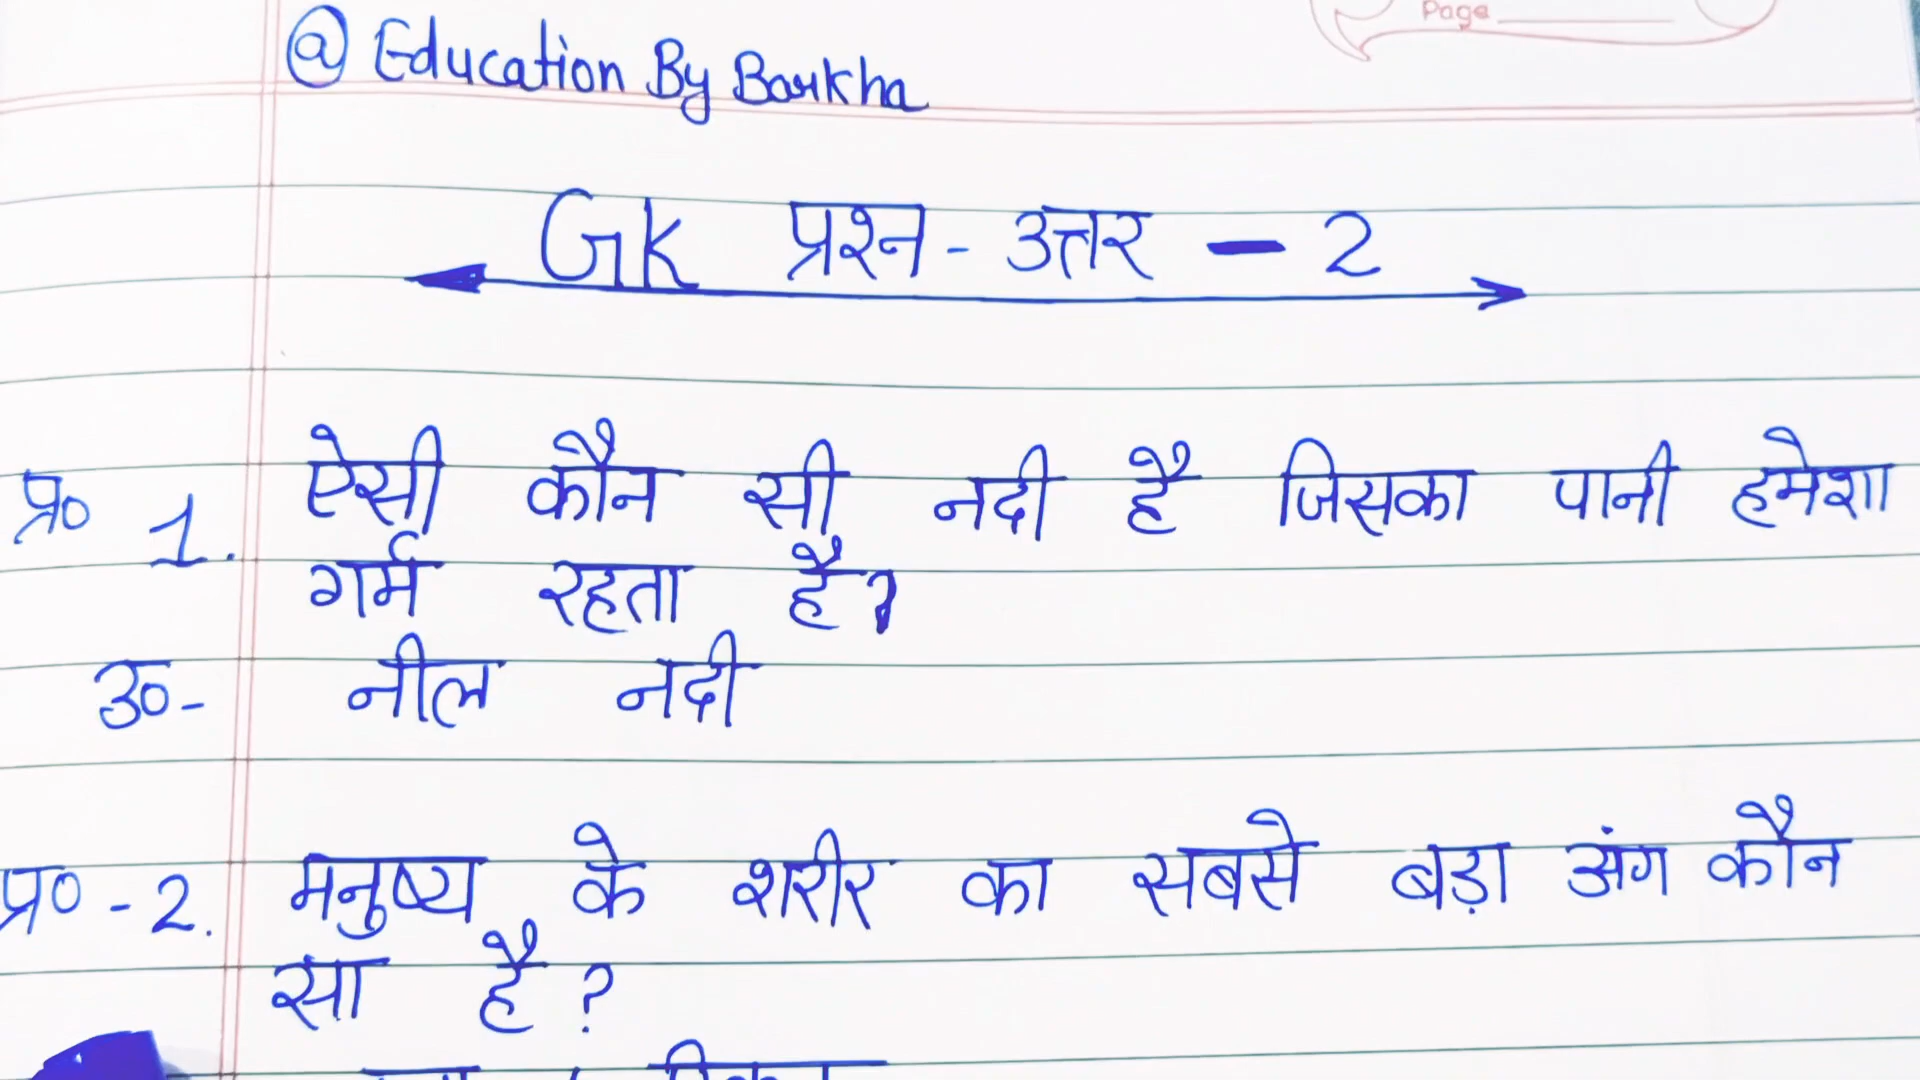 Page
@ Education By Barkha
Gk प्रश्न - उत्तर - 2
प्र० 1. ऐसी कौन सी नदी है जिसका पानी हमेशा
गर्म रहता है?
उ०- नील नदी
प्र० - 2. मनुष्य के शरीर का सबसे बड़ा अंग कौन
सा है?